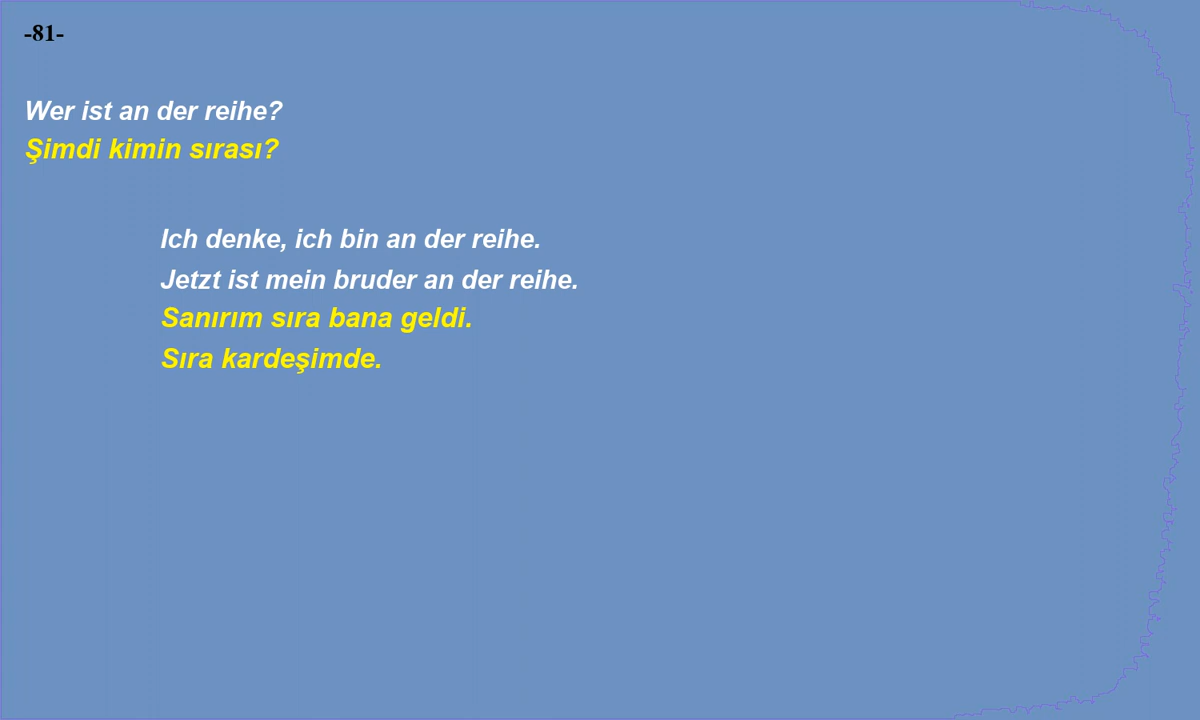 -81-
Wer ist an der reihe?
Şimdi kimin sırası?
Ich denke, ich bin an der reihe.
Jetzt ist mein bruder an der reihe.
Sanırım sıra bana geldi.
Sıra kardeşimde.